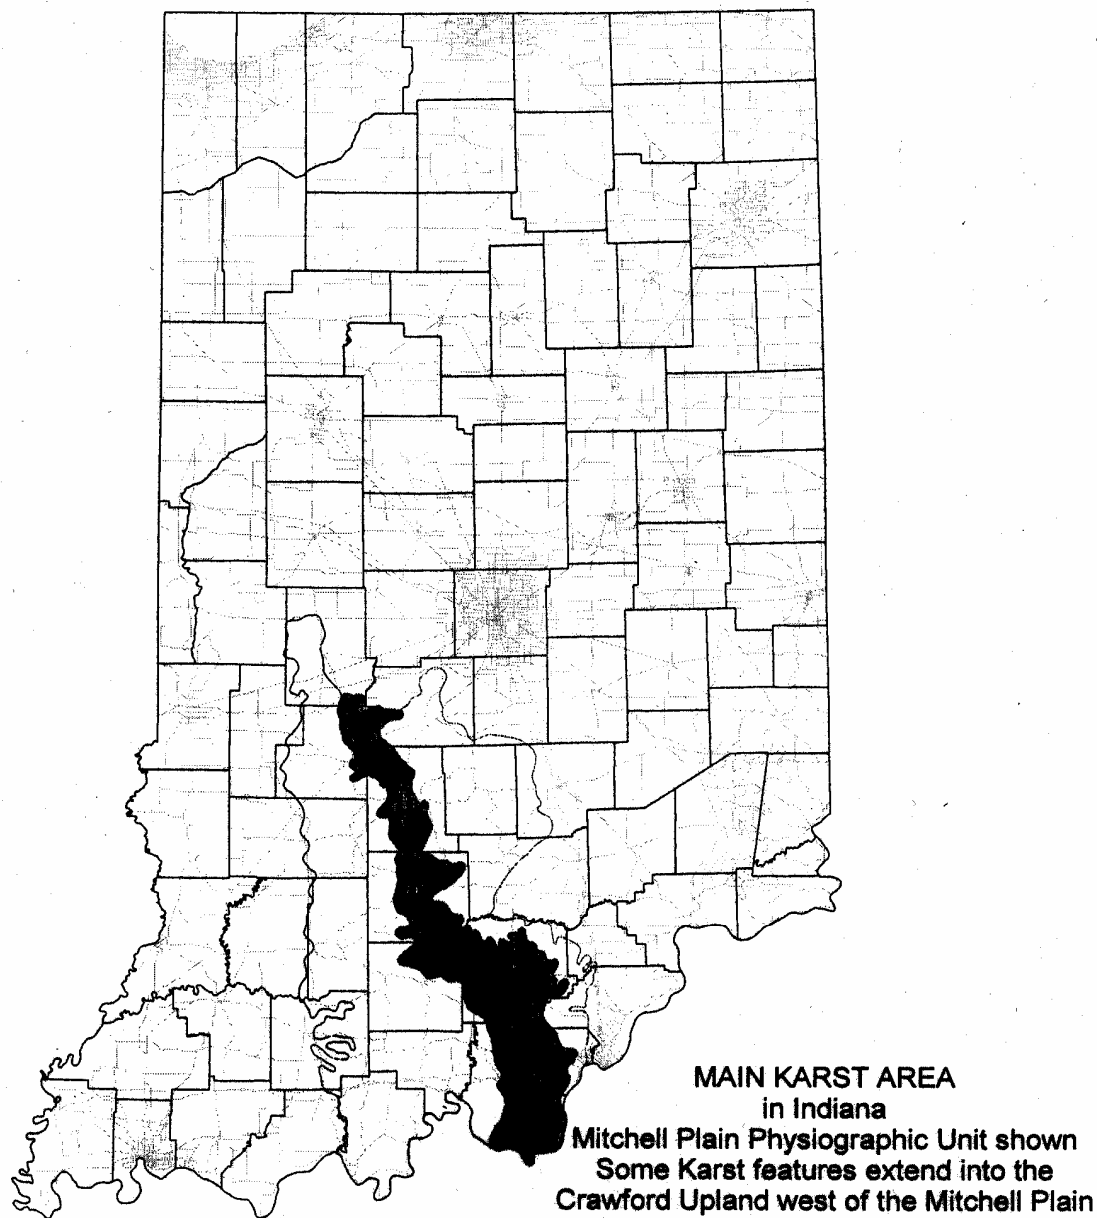 MAIN KARST AREA
in Indiana
Mitchell Plain Physiographic Unit shown
Some Karst features extend into the
Crawford Upland west of the Mitchell Plain